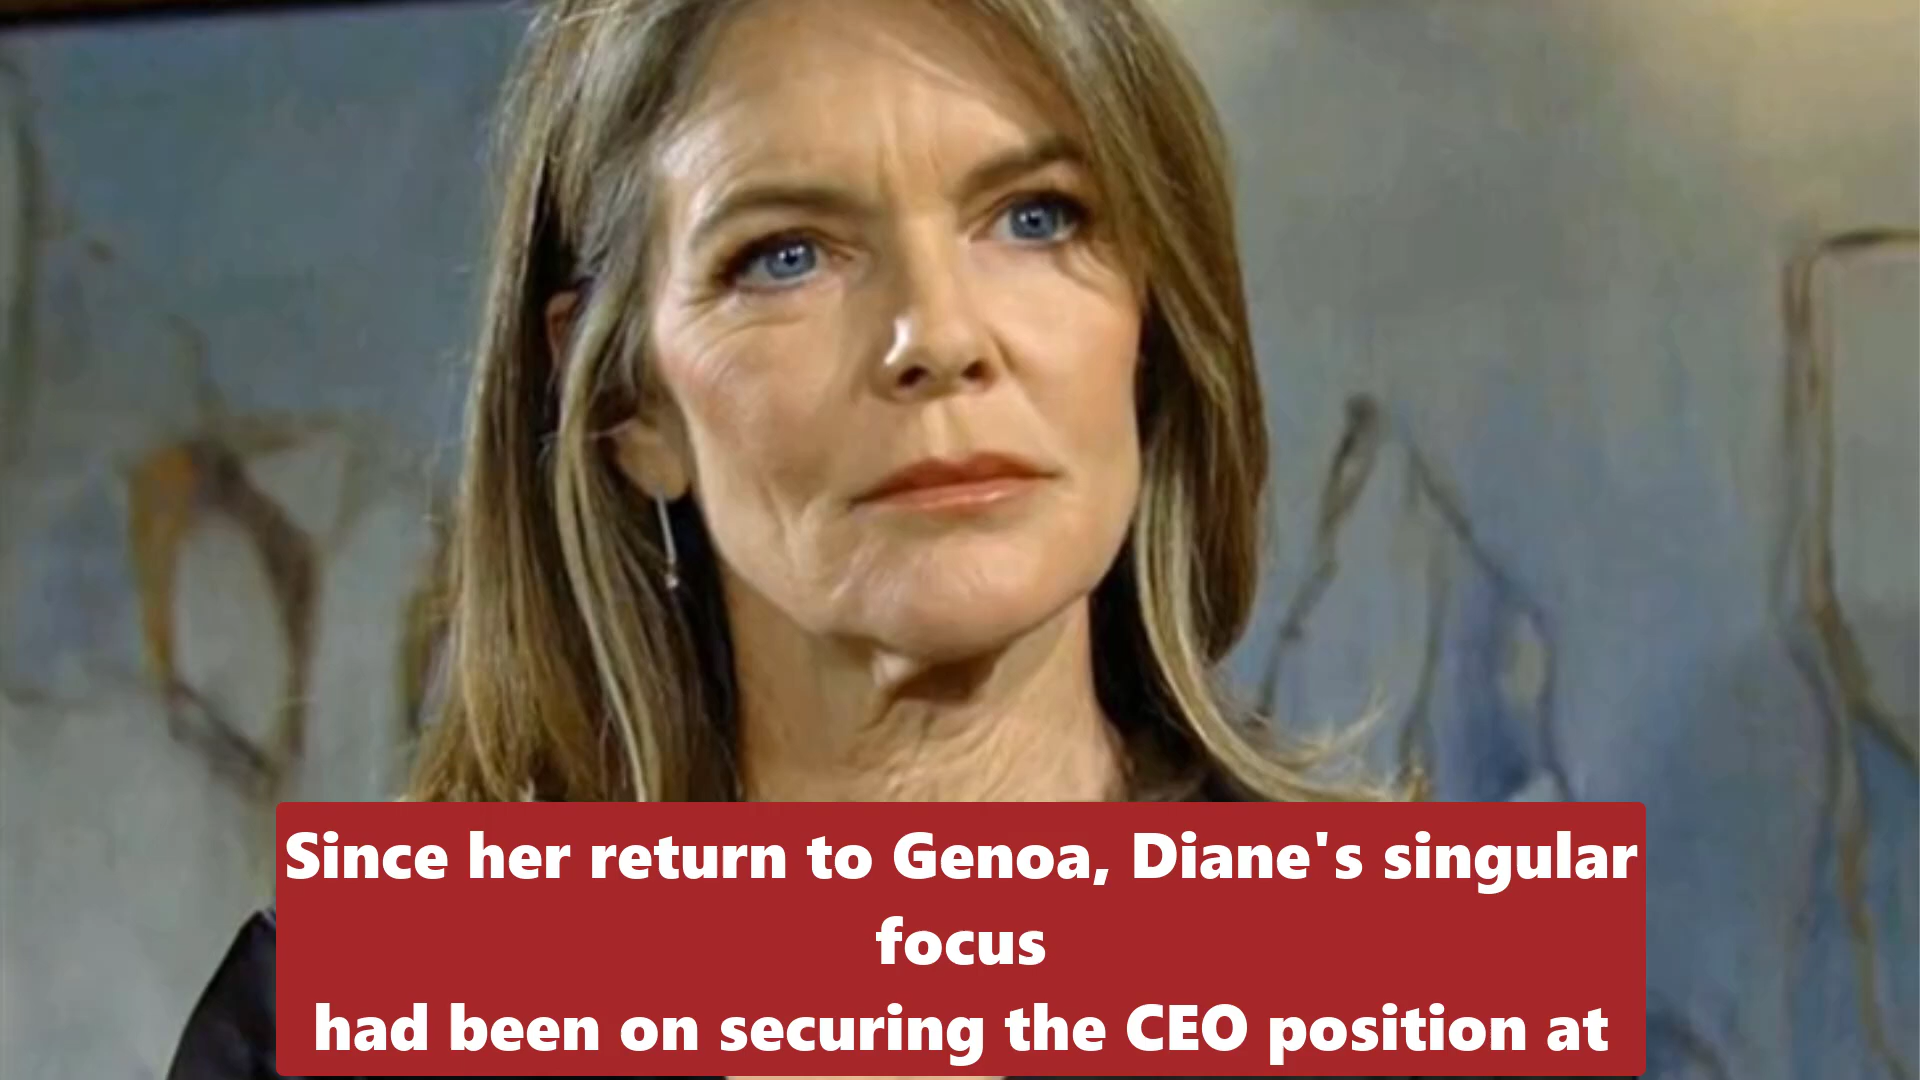 Since her return to Genoa, Diane's singular
focus
had been on securing the CEO position at